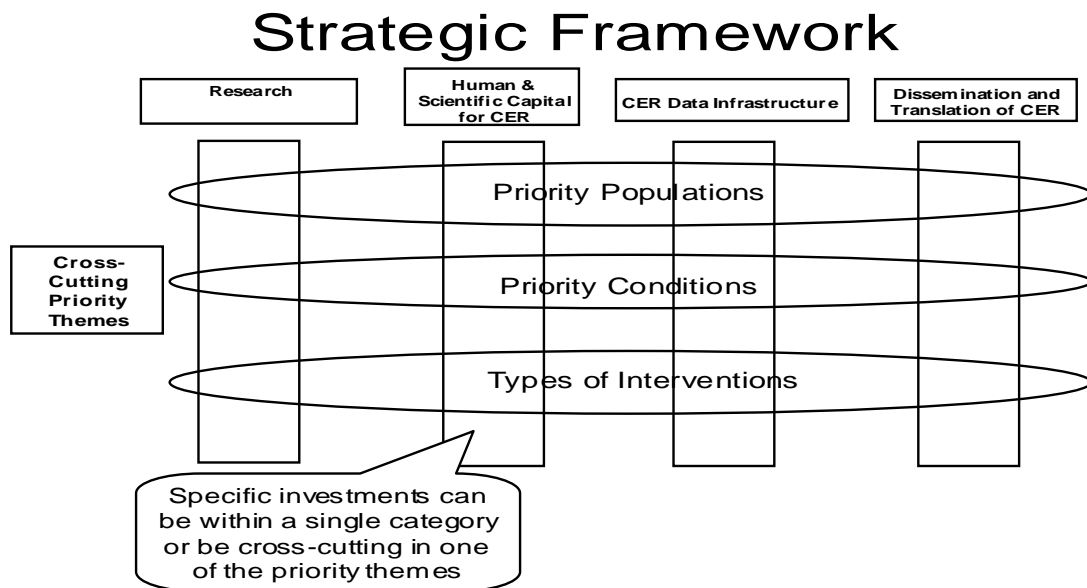 Strategic Framework
Research
Human &
Scientific Capital
for CER
CER Data Infrastructure
Dissemination and
Translation of CER
Priority Populations
Cross-
Cutting
Priority
Themes
Priority Conditions
Types of Interventions
Specific investments can
be within a single category
or be cross-cutting in one
of the priority themes